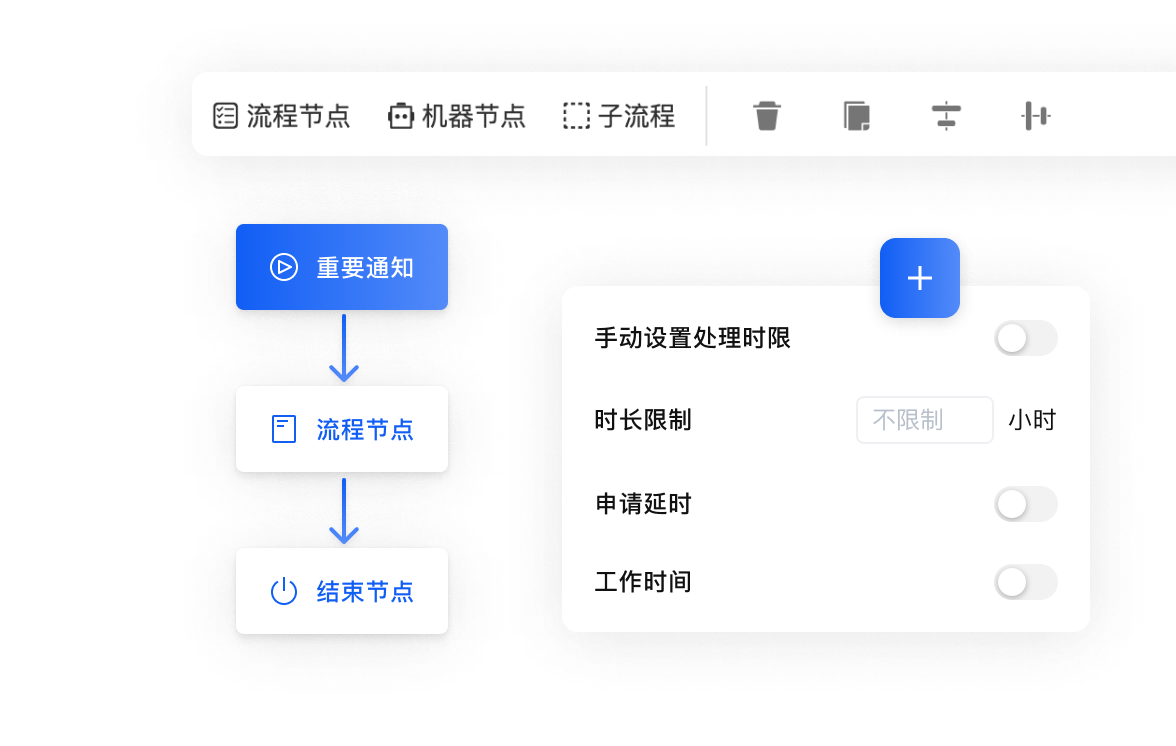 流程节点 机器节点 子流程
重要通知
流程节点
结束节点
手动设置处理时限
时长限制 不限制 小时
申请延时
工作时间